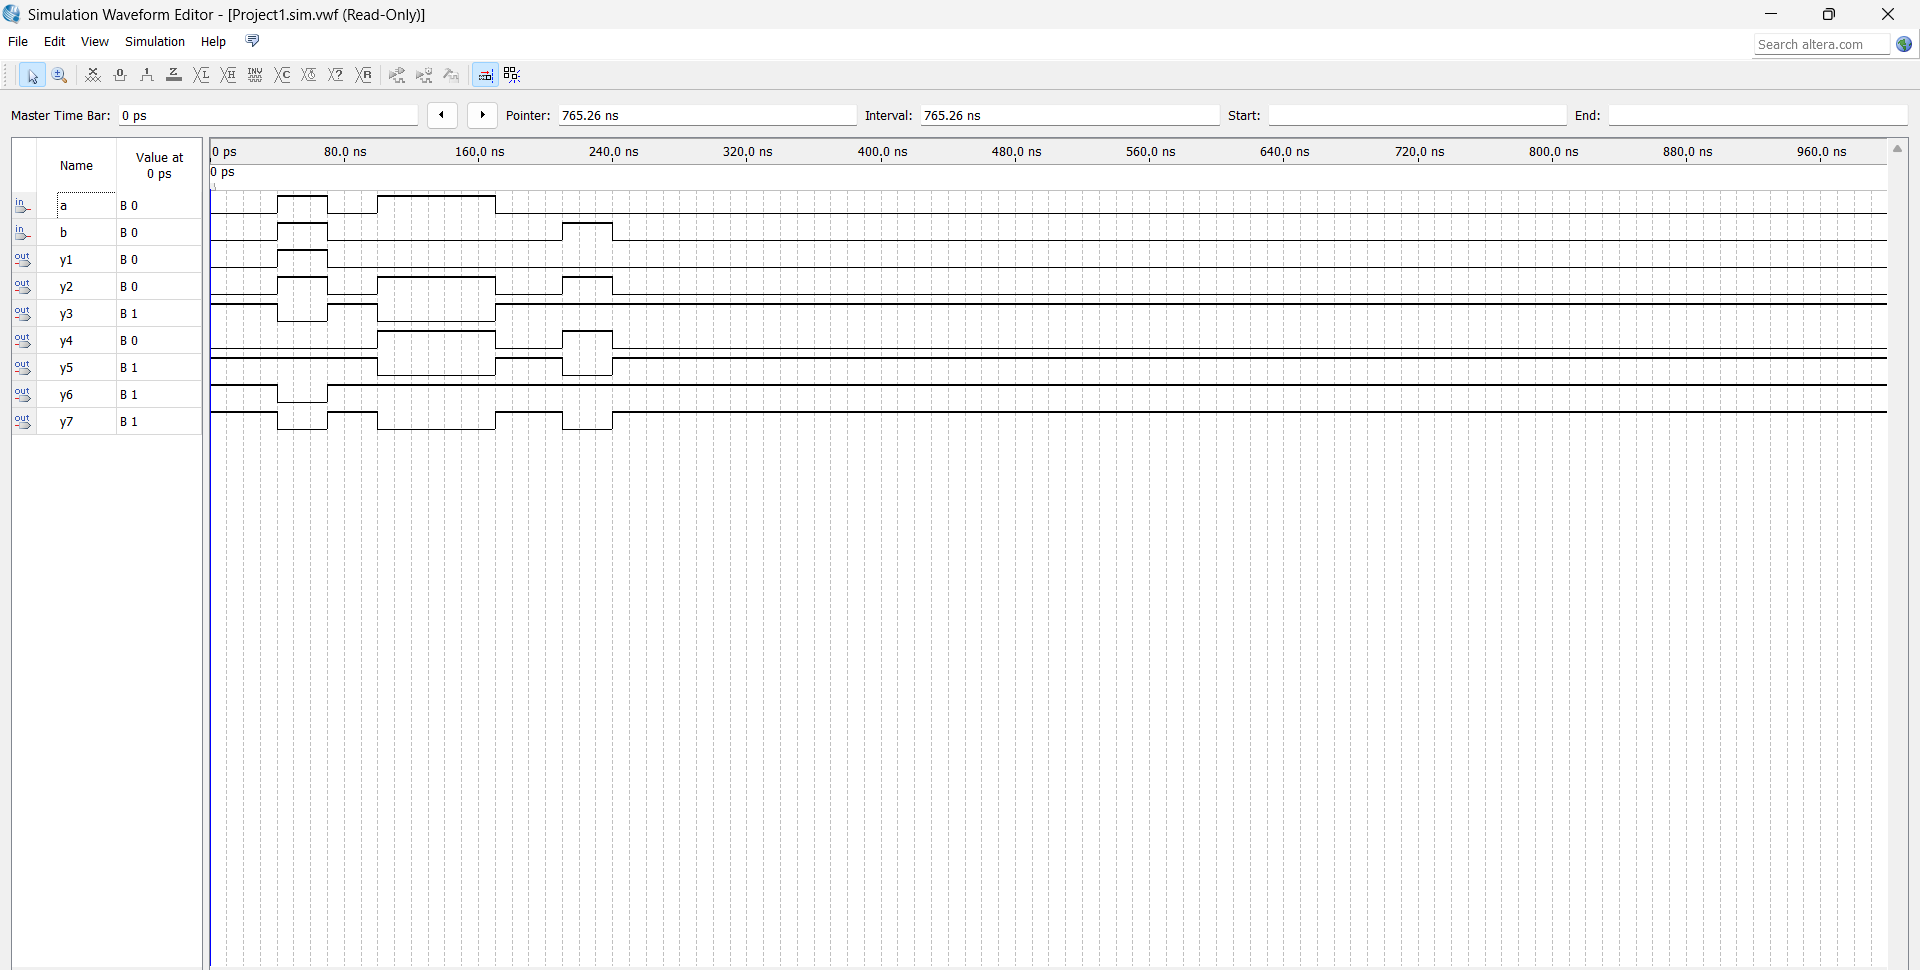 Simulation Waveform Editor - [Project1.sim.vwf (Read-Only)]
File Edit View Simulation Help
Search altera.com
Master Time Bar: 0 ps Pointer: 765.26 ns Interval: 765.26 ns Start: End:
Name Value at 0 ps
0 ps 80.0 ns 160.0 ns 240.0 ns 320.0 ns 400.0 ns 480.0 ns 560.0 ns 640.0 ns 720.0 ns 800.0 ns 880.0 ns 960.0 ns
0 ps
in a B 0
in b B 0
out y1 B 0
out y2 B 0
out y3 B 1
out y4 B 0
out y5 B 1
out y6 B 1
out y7 B 1